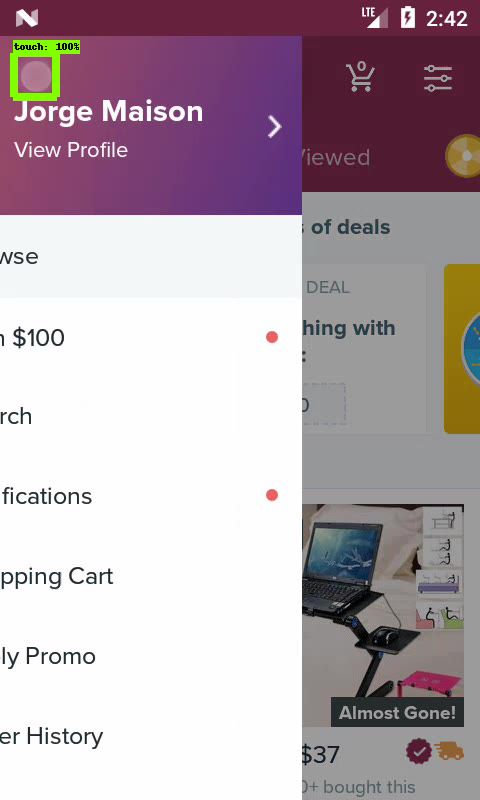 LTE 2:42
touch: 100%
0
Jorge Maison
View Profile
Viewed
wse
s of deals
DEAL
n $100
hing with
:
rch
0
ifications
pping Cart
ly Promo
Almost Gone!
er History
$37
0+ bought this